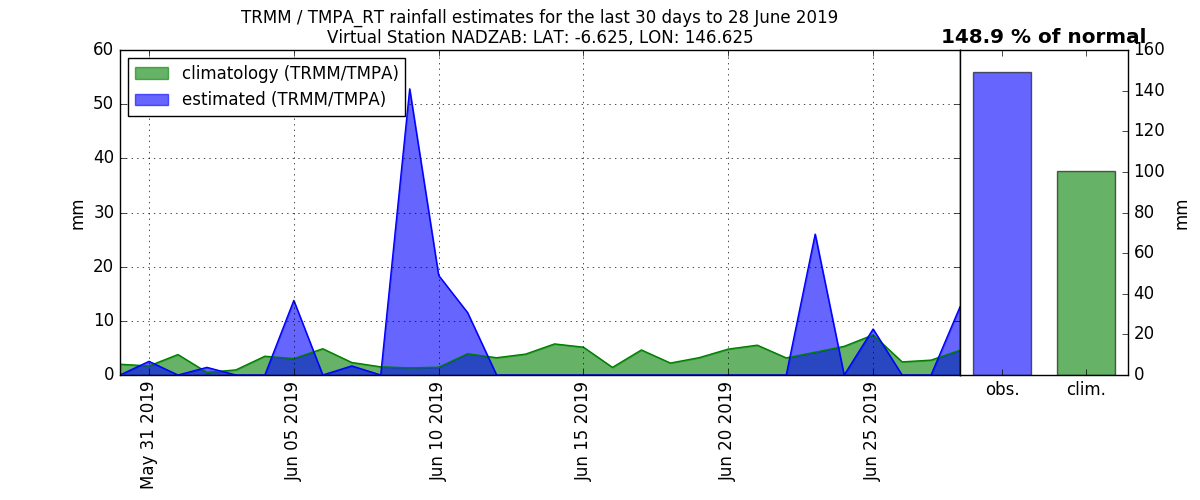 TRMM / TMPA_RT rainfall estimates for the last 30 days to 28 June 2019
Virtual Station NADZAB: LAT: -6.625, LON: 146.625
148.9 % of normal
climatology (TRMM/TMPA)
estimated (TRMM/TMPA)
60
50
40
30
20
10
0
mm
May 31 2019
Jun 05 2019
Jun 10 2019
Jun 15 2019
Jun 20 2019
Jun 25 2019
obs.
clim.
160
140
120
100
80
60
40
20
0
mm